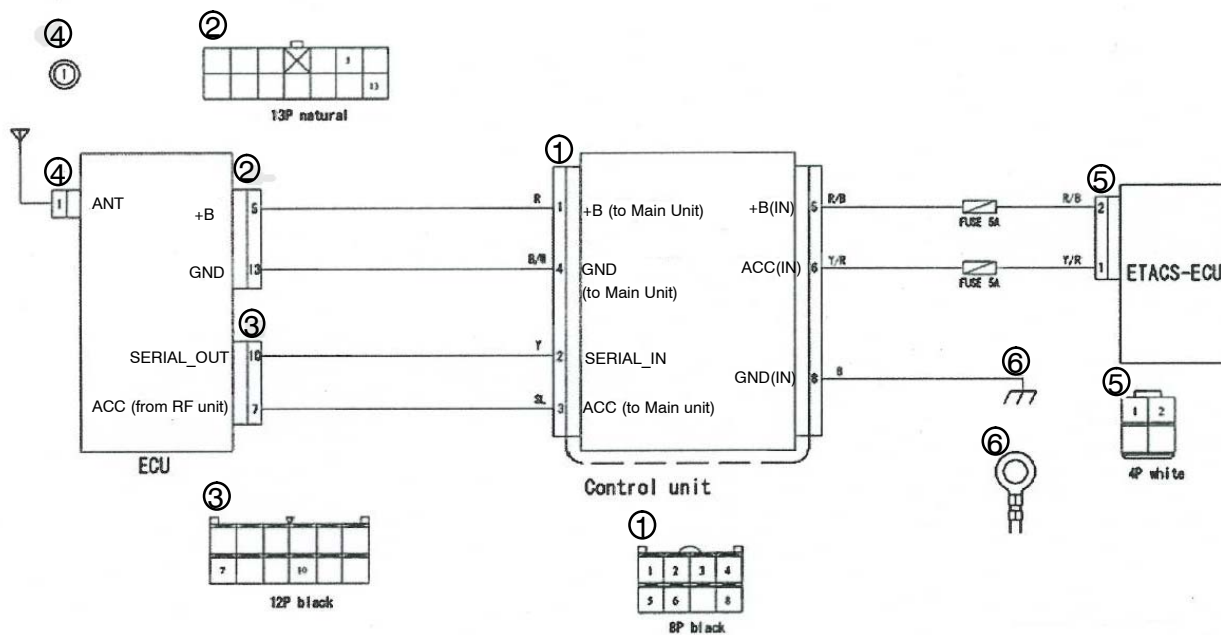 ④
②
①
5
13
13P natural
④
1
ANT
②
+B
5
GND
13
③
SERIAL_OUT
10
ACC (from RF unit)
7
ECU
R
B/W
Y
SL
①
1
+B (to Main Unit)
4
GND
(to Main Unit)
2
SERIAL_IN
3
ACC (to Main unit)
+B(IN)
5
R/B
ACC(IN)
6
Y/R
GND(IN)
8
B
Control unit
FUSE 5A
R/B
FUSE 5A
Y/R
⑤
2
1
ETACS-ECU
⑥
⑥
⑤
1 2
4P white
③
7 10
12P black
①
1 2 3 4
5 6 8
8P black